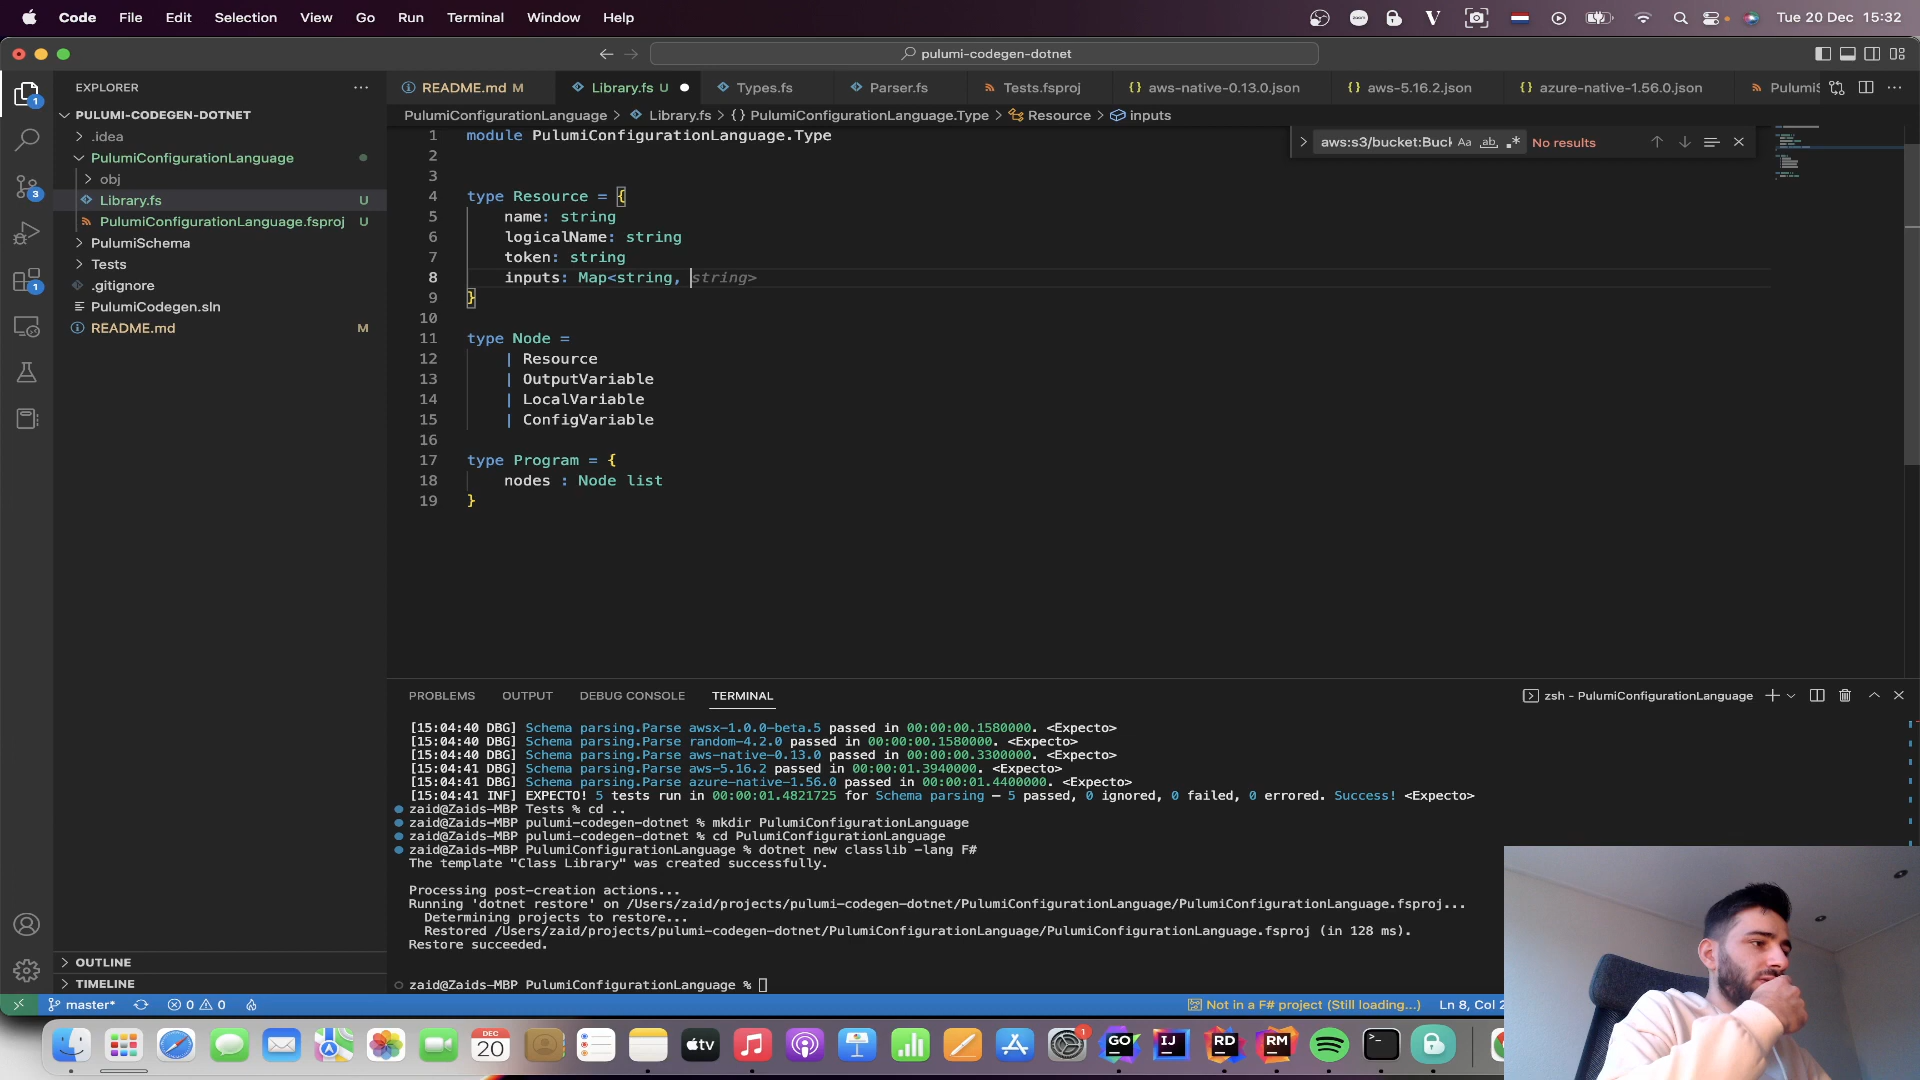 Code File Edit Selection View Go Run Terminal Window Help
Tue 20 Dec 15:32
pulumi-codegen-dotnet
EXPLORER
PULUMI-CODEGEN-DOTNET
.idea
PulumiConfigurationLanguage
obj
Library.fs U
PulumiConfigurationLanguage.fsproj U
PulumiSchema
Tests
.gitignore
PulumiCodegen.sln
README.md M
OUTLINE
TIMELINE
README.md M
Library.fs U
Types.fs
Parser.fs
Tests.fsproj
aws-native-0.13.0.json
aws-5.16.2.json
azure-native-1.56.0.json
PulumiS
PulumiConfigurationLanguage > Library.fs > {} PulumiConfigurationLanguage.Type > Resource > inputs
aws:s3/bucket:Buck Aa ab No results
1 module PulumiConfigurationLanguage.Type
2
3
4 type Resource = {
5 name: string
6 logicalName: string
7 token: string
8 inputs: Map<string, string>
9 }
10
11 type Node =
12 | Resource
13 | OutputVariable
14 | LocalVariable
15 | ConfigVariable
16
17 type Program = {
18 nodes : Node list
19 }
PROBLEMS OUTPUT DEBUG CONSOLE TERMINAL
zsh - PulumiConfigurationLanguage
[15:04:40 DBG] Schema parsing.Parse awsx-1.0.0-beta.5 passed in 00:00:00.1580000. <Expecto>
[15:04:40 DBG] Schema parsing.Parse random-4.2.0 passed in 00:00:00.1580000. <Expecto>
[15:04:40 DBG] Schema parsing.Parse aws-native-0.13.0 passed in 00:00:00.3300000. <Expecto>
[15:04:41 DBG] Schema parsing.Parse aws-5.16.2 passed in 00:00:01.3940000. <Expecto>
[15:04:41 DBG] Schema parsing.Parse azure-native-1.56.0 passed in 00:00:01.4400000. <Expecto>
[15:04:41 INF] EXPECTO! 5 tests run in 00:00:01.4821725 for Schema parsing – 5 passed, 0 ignored, 0 failed, 0 errored. Success! <Expecto>
zaid@Zaids-MBP Tests % cd ..
zaid@Zaids-MBP pulumi-codegen-dotnet % mkdir PulumiConfigurationLanguage
zaid@Zaids-MBP pulumi-codegen-dotnet % cd PulumiConfigurationLanguage
zaid@Zaids-MBP PulumiConfigurationLanguage % dotnet new classlib -lang F#
The template "Class Library" was created successfully.
Processing post-creation actions...
Running 'dotnet restore' on /Users/zaid/projects/pulumi-codegen-dotnet/PulumiConfigurationLanguage/PulumiConfigurationLanguage.fsproj...
Determining projects to restore...
Restored /Users/zaid/projects/pulumi-codegen-dotnet/PulumiConfigurationLanguage/PulumiConfigurationLanguage.fsproj (in 128 ms).
Restore succeeded.
zaid@Zaids-MBP PulumiConfigurationLanguage %
master* 0 0
Not in a F# project (Still loading...) Ln 8, Col 2
DEC
20
tv
1
GO
IJ
RD
RM